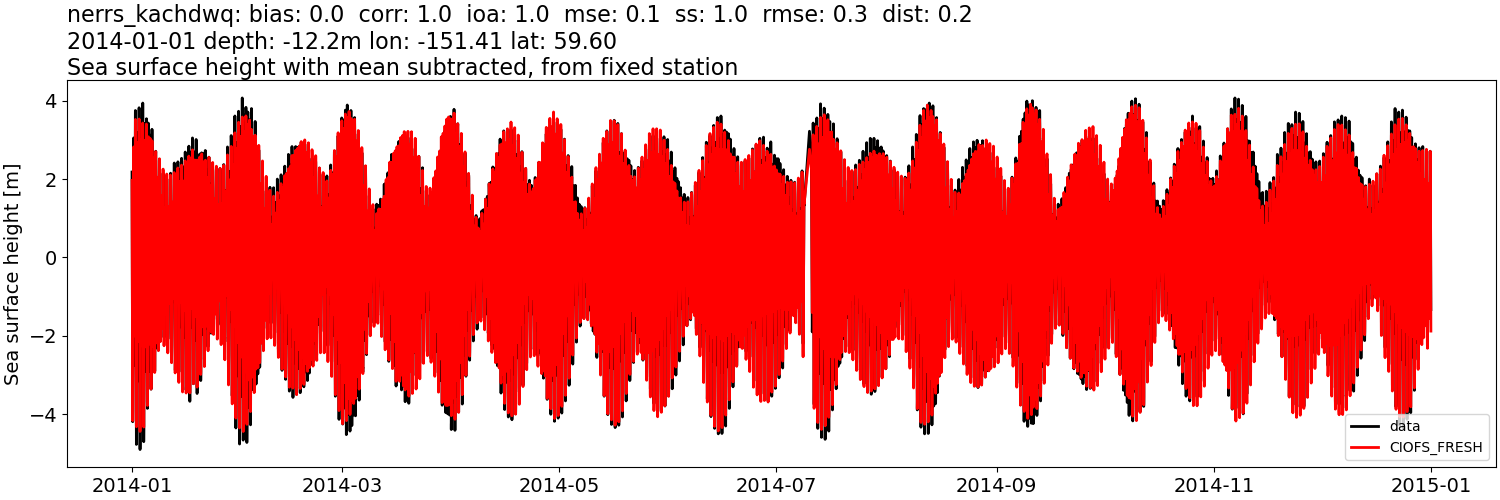 nerrs_kachdwq: bias: 0.0  corr: 1.0  ioa: 1.0  mse: 0.1  ss: 1.0  rmse: 0.3  dist: 0.2
2014-01-01 depth: -12.2m lon: -151.41 lat: 59.60
Sea surface height with mean subtracted, from fixed station
Sea surface height [m]
4
2
0
−2
−4
data
CIOFS_FRESH
2014-01
2014-03
2014-05
2014-07
2014-09
2014-11
2015-01